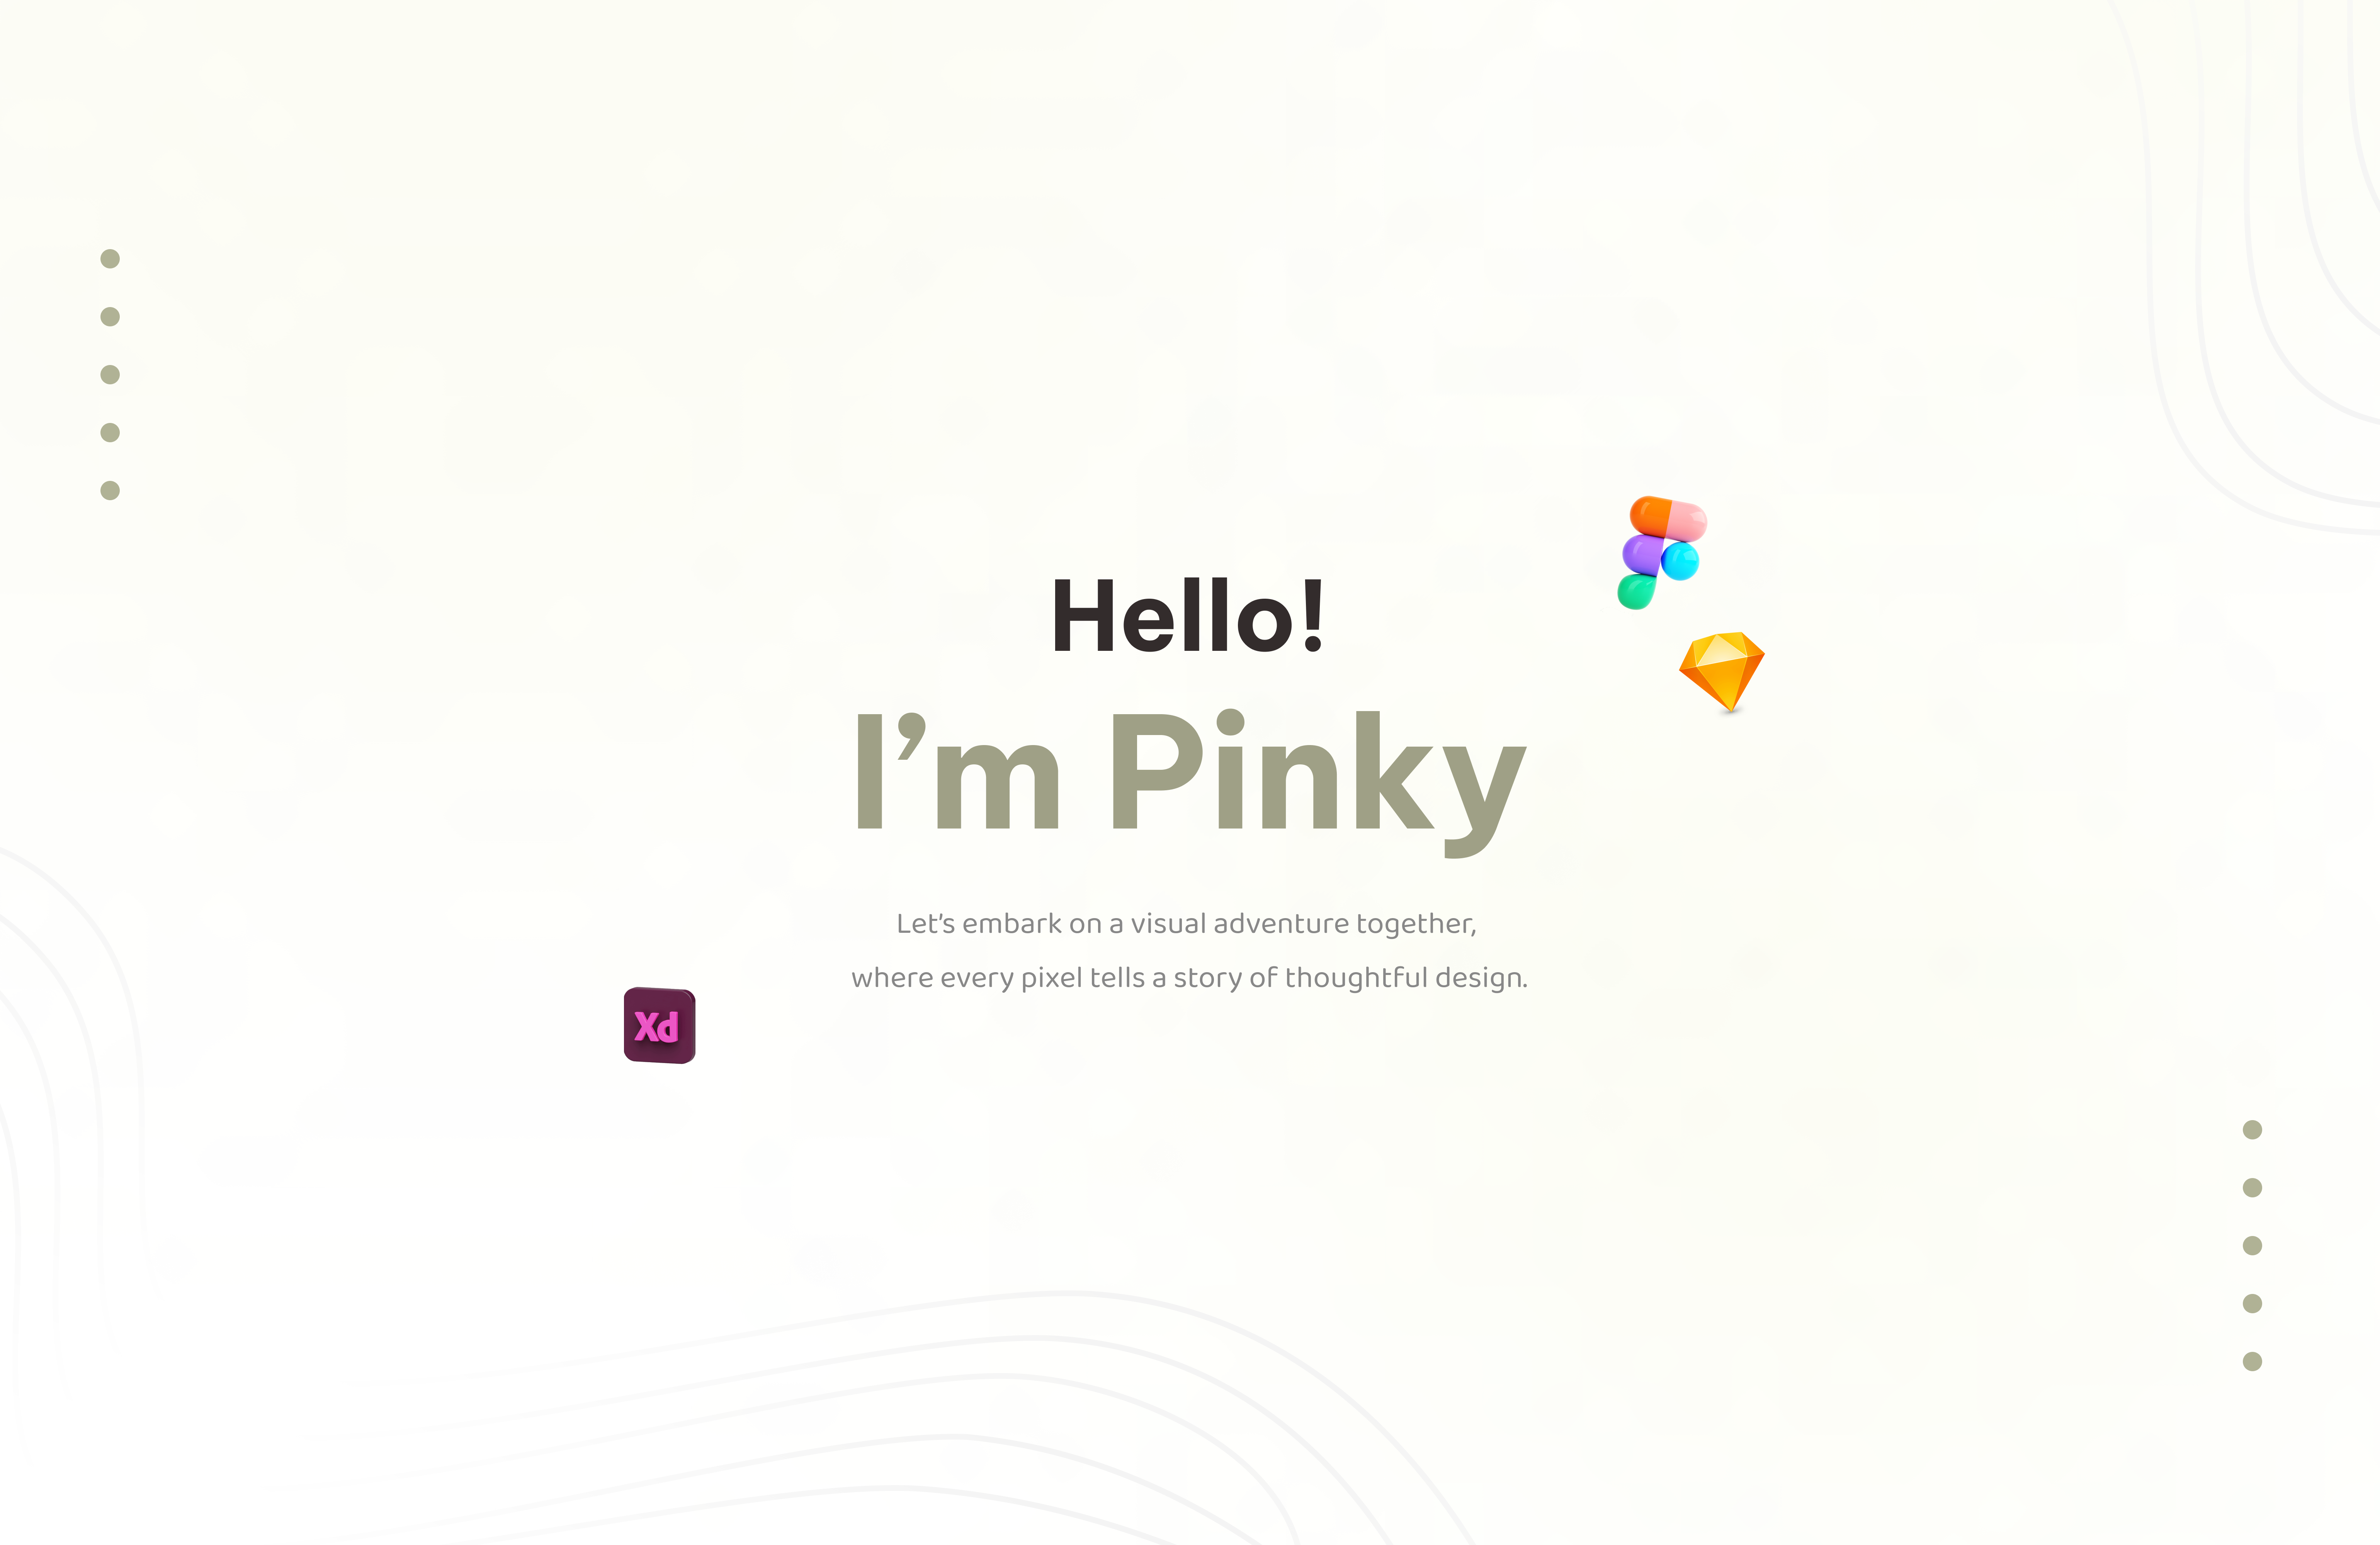 Hello!
I’m Pinky
Let’s embark on a visual adventure together,
where every pixel tells a story of thoughtful design.
Xd